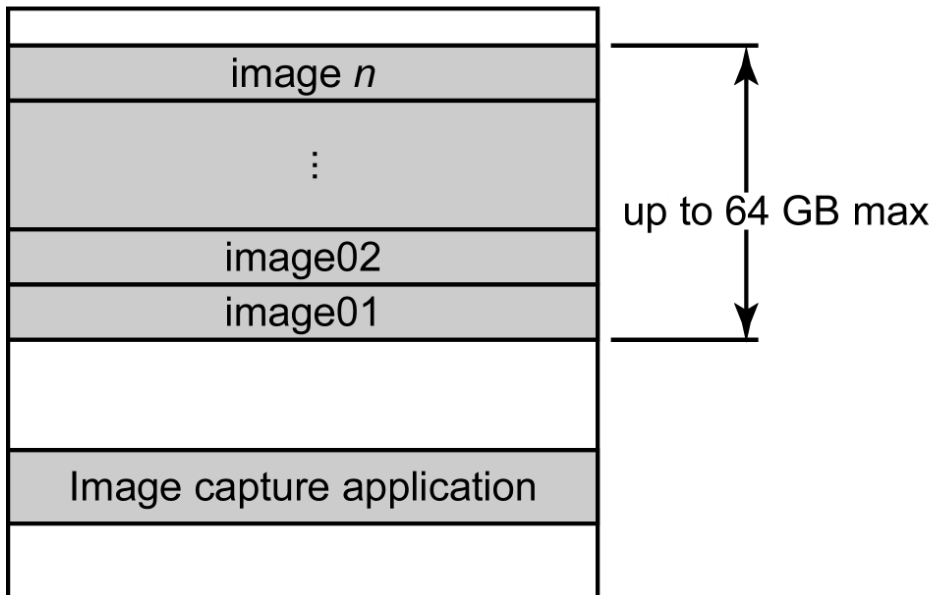 image n
⋮
image02
image01
up to 64 GB max
Image capture application